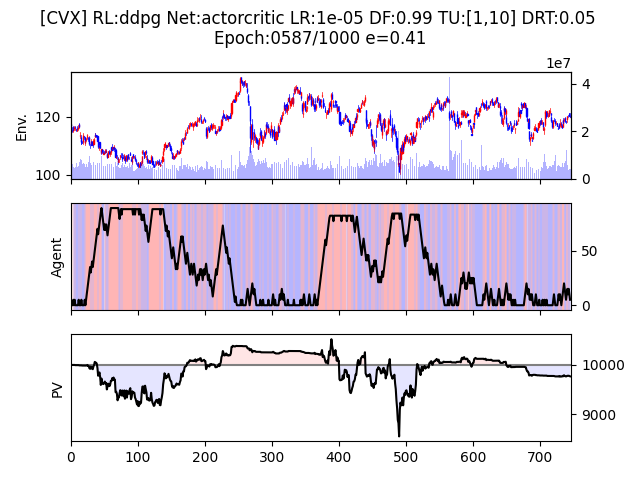 [CVX] RL:ddpg Net:actorcritic LR:1e-05 DF:0.99 TU:[1,10] DRT:0.05
Epoch:0587/1000 e=0.41
1e7
Env.
120
100
4
2
0
Agent
50
0
PV
10000
9000
0 100 200 300 400 500 600 700